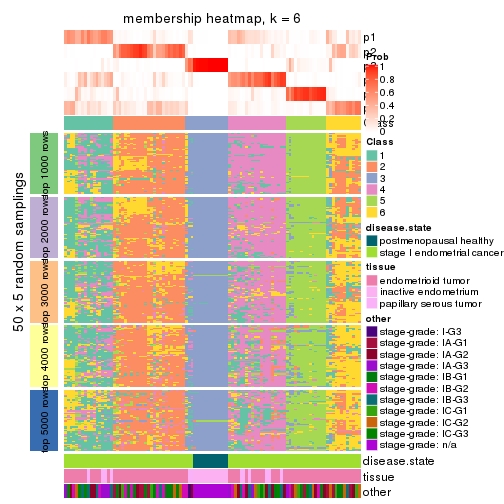 membership heatmap, k = 6
p1
p2
p4
p5
p6
Prob
1
0.8
0.6
0.4
0.2
0
Class
1
2
3
4
5
6
disease.state
postmenopausal healthy
stage I endometrial cancer
tissue
endometrioid tumor
inactive endometrium
papillary serous tumor
other
stage-grade: I-G3
stage-grade: IA-G1
stage-grade: IA-G2
stage-grade: IA-G3
stage-grade: IB-G1
stage-grade: IB-G2
stage-grade: IB-G3
stage-grade: IC-G1
stage-grade: IC-G2
stage-grade: IC-G3
stage-grade: n/a
50 x 5 random samplings
top 1000 rows
top 2000 rows
top 3000 rows
top 4000 rows
top 5000 rows
disease.state
tissue
other